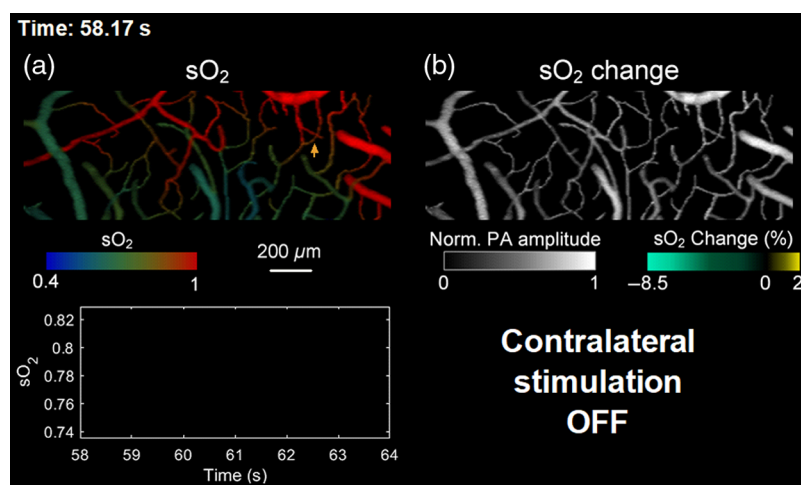 Time: 58.17 s
(a)
sO₂
(b)
sO₂ change
sO₂
0.4
1
200 µm
Norm. PA amplitude
0
1
sO₂ Change (%)
–8.5
0
2
0.82
0.8
0.78
0.76
0.74
sO₂
58
59
60
61
62
63
64
Time (s)
Contralateral
stimulation
OFF